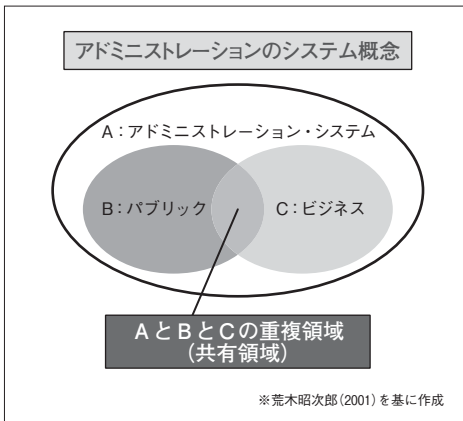 アドミニストレーションのシステム概念
A:アドミニストレーション・システム
B:パブリック
C:ビジネス
AとBとCの重複領域
(共有領域)
※荒木昭次郎(2001)を基に作成